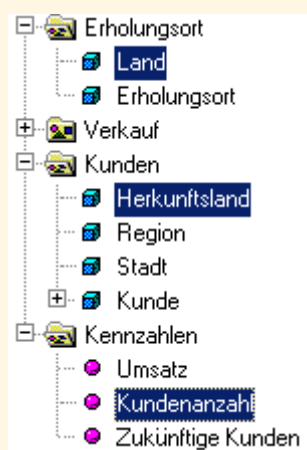 Erholungsort
Land
Erholungsort
Verkauf
Kunden
Herkunftsland
Region
Stadt
Kunde
Kennzahlen
Umsatz
Kundenanzahl
Zukünftige Kunden